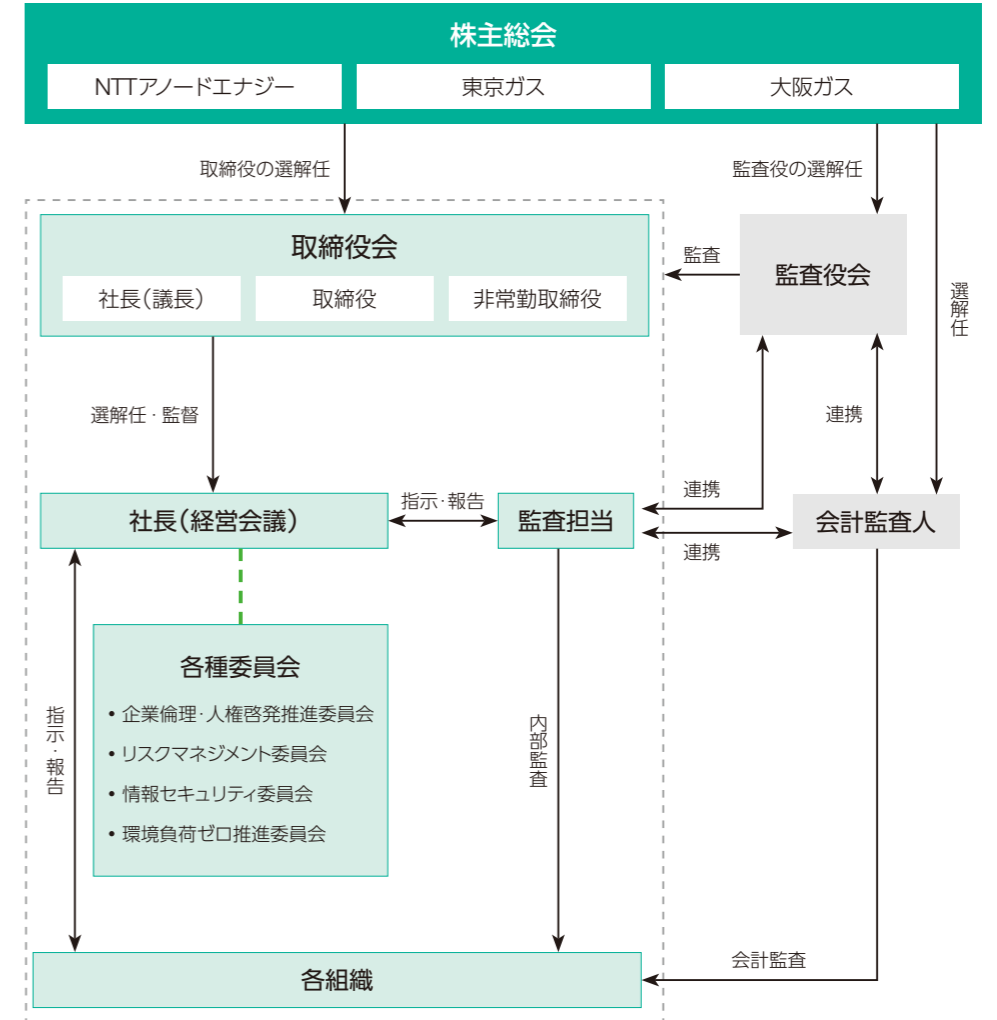 株主総会
NTTアノードエナジー
東京ガス
大阪ガス
取締役の選解任
監査役の選解任
取締役会
社長(議長)
取締役
非常勤取締役
監査
監査役会
選解任
選解任・監督
連携
社長(経営会議)
指示・報告
監査担当
連携
連携
会計監査人
各種委員会
• 企業倫理・人権啓発推進委員会
• リスクマネジメント委員会
• 情報セキュリティ委員会
• 環境負荷ゼロ推進委員会
指示・報告
内部監査
会計監査
各組織